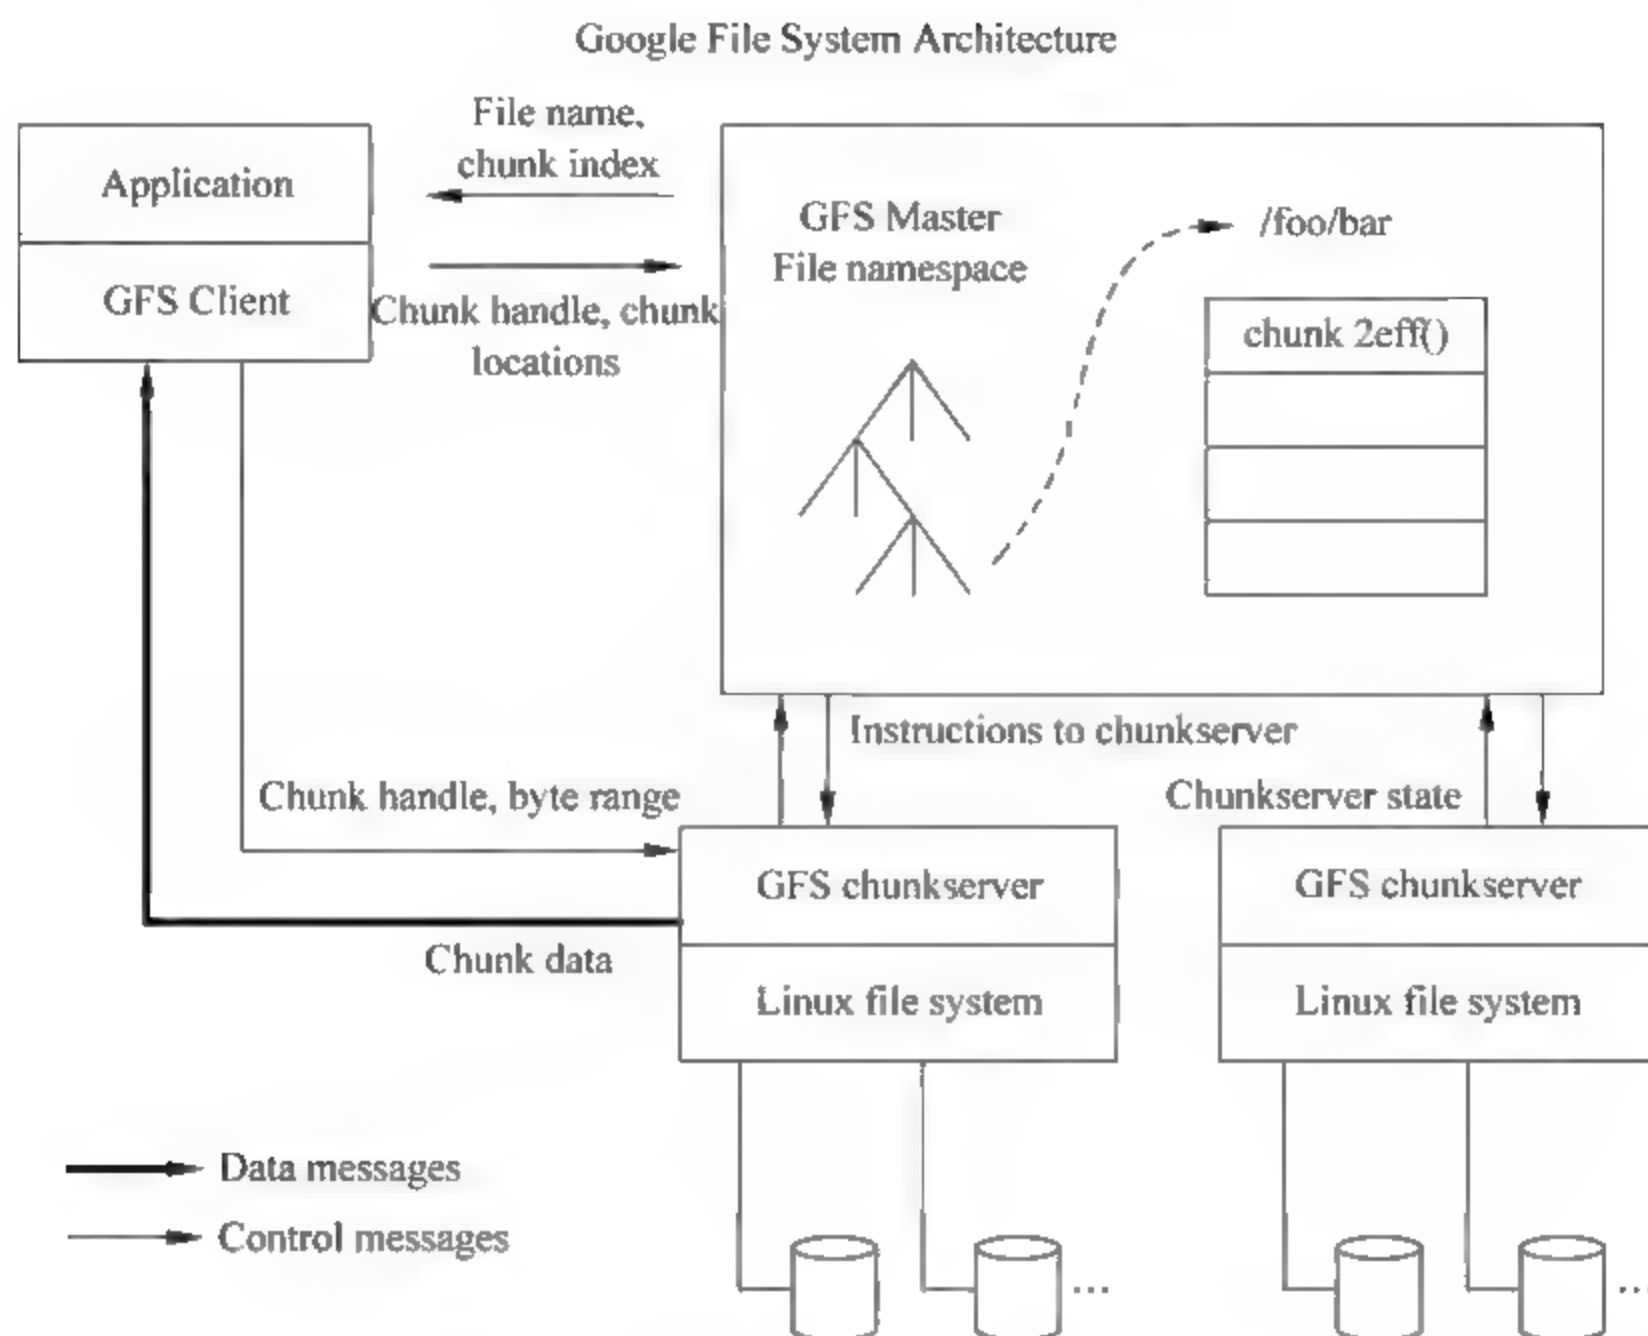 Google File System Architecture
File name,
chunk index
Application
GFS Client
Chunk handle, chunk
locations
GFS Master
File namespace
/foo/bar
chunk 2eff()
Instructions to chunkserver
Chunk handle, byte range
Chunkserver state
GFS chunkserver
GFS chunkserver
Chunk data
Linux file system
Linux file system
Data messages
Control messages
...
...